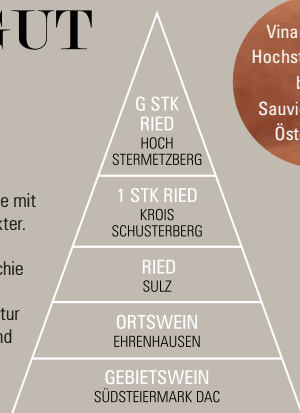 GUT
Vina
Hochst
b
Sauvi
Öst
G STK
RIED
HOCH
STERMETZBERG
e mit
kter.
chie
tur
nd
1 STK RIED
KROIS
SCHUSTERBERG
RIED
SULZ
ORTSWEIN
EHRENHAUSEN
GEBIETSWEIN
SÜDSTEIERMARK DAC